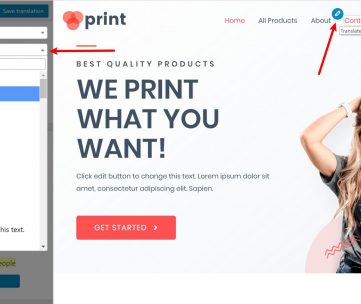 Save translation
print
Home
All Products
About
Cont
Translate
BEST QUALITY PRODUCTS
WE PRINT
WHAT YOU
WANT!
Click edit button to change this text. Lorem ipsum dolor sit
amet, consectetur adipiscing elit. Sapien.
GET STARTED
his text.
eople